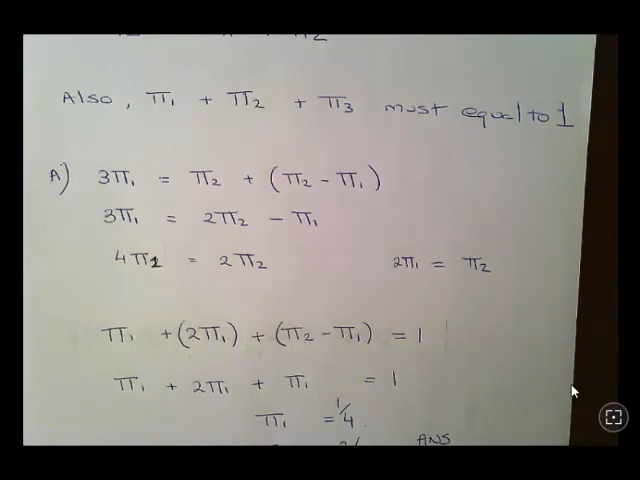 Also, π1 + π2 + π3 must equal to 1
A) 3π1 = π2 + (π2 - π1)
3π1 = 2π2 - π1
4π1 = 2π2 2π1 = π2
π1 + (2π1) + (π2 - π1) = 1
π1 + 2π1 + π1 = 1
π1 = 1/4
ANS